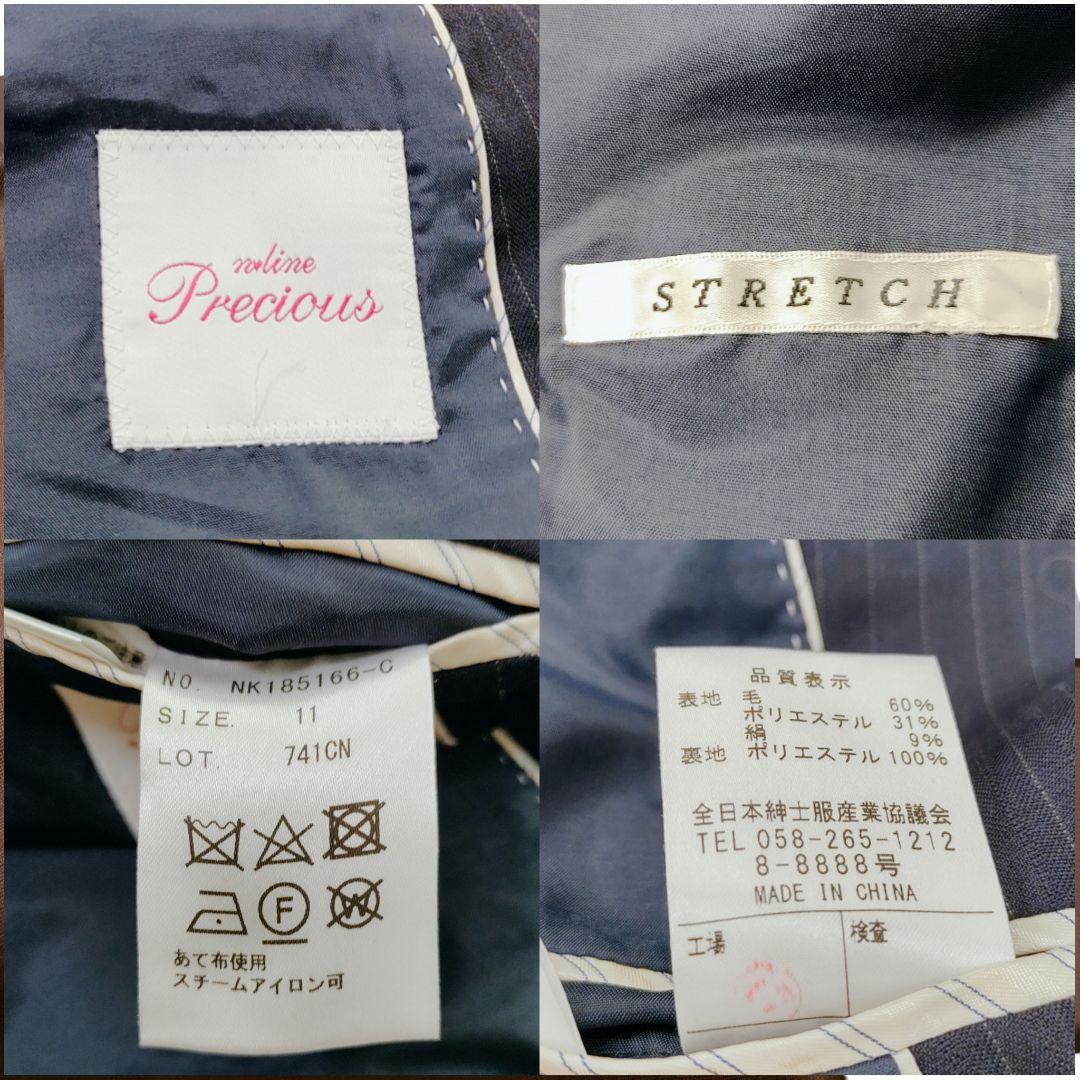 n★line
Precious
STRETCH
NO. NK185166-C
SIZE. 11
LOT. 741CN
F
W
あて布使用
スチームアイロン可
品質表示
表地 毛 60%
ポリエステル 31%
絹 9%
裏地 ポリエステル 100%
全日本紳士服産業協議会
TEL 058-265-1212
8-8888号
MADE IN CHINA
工場 検査